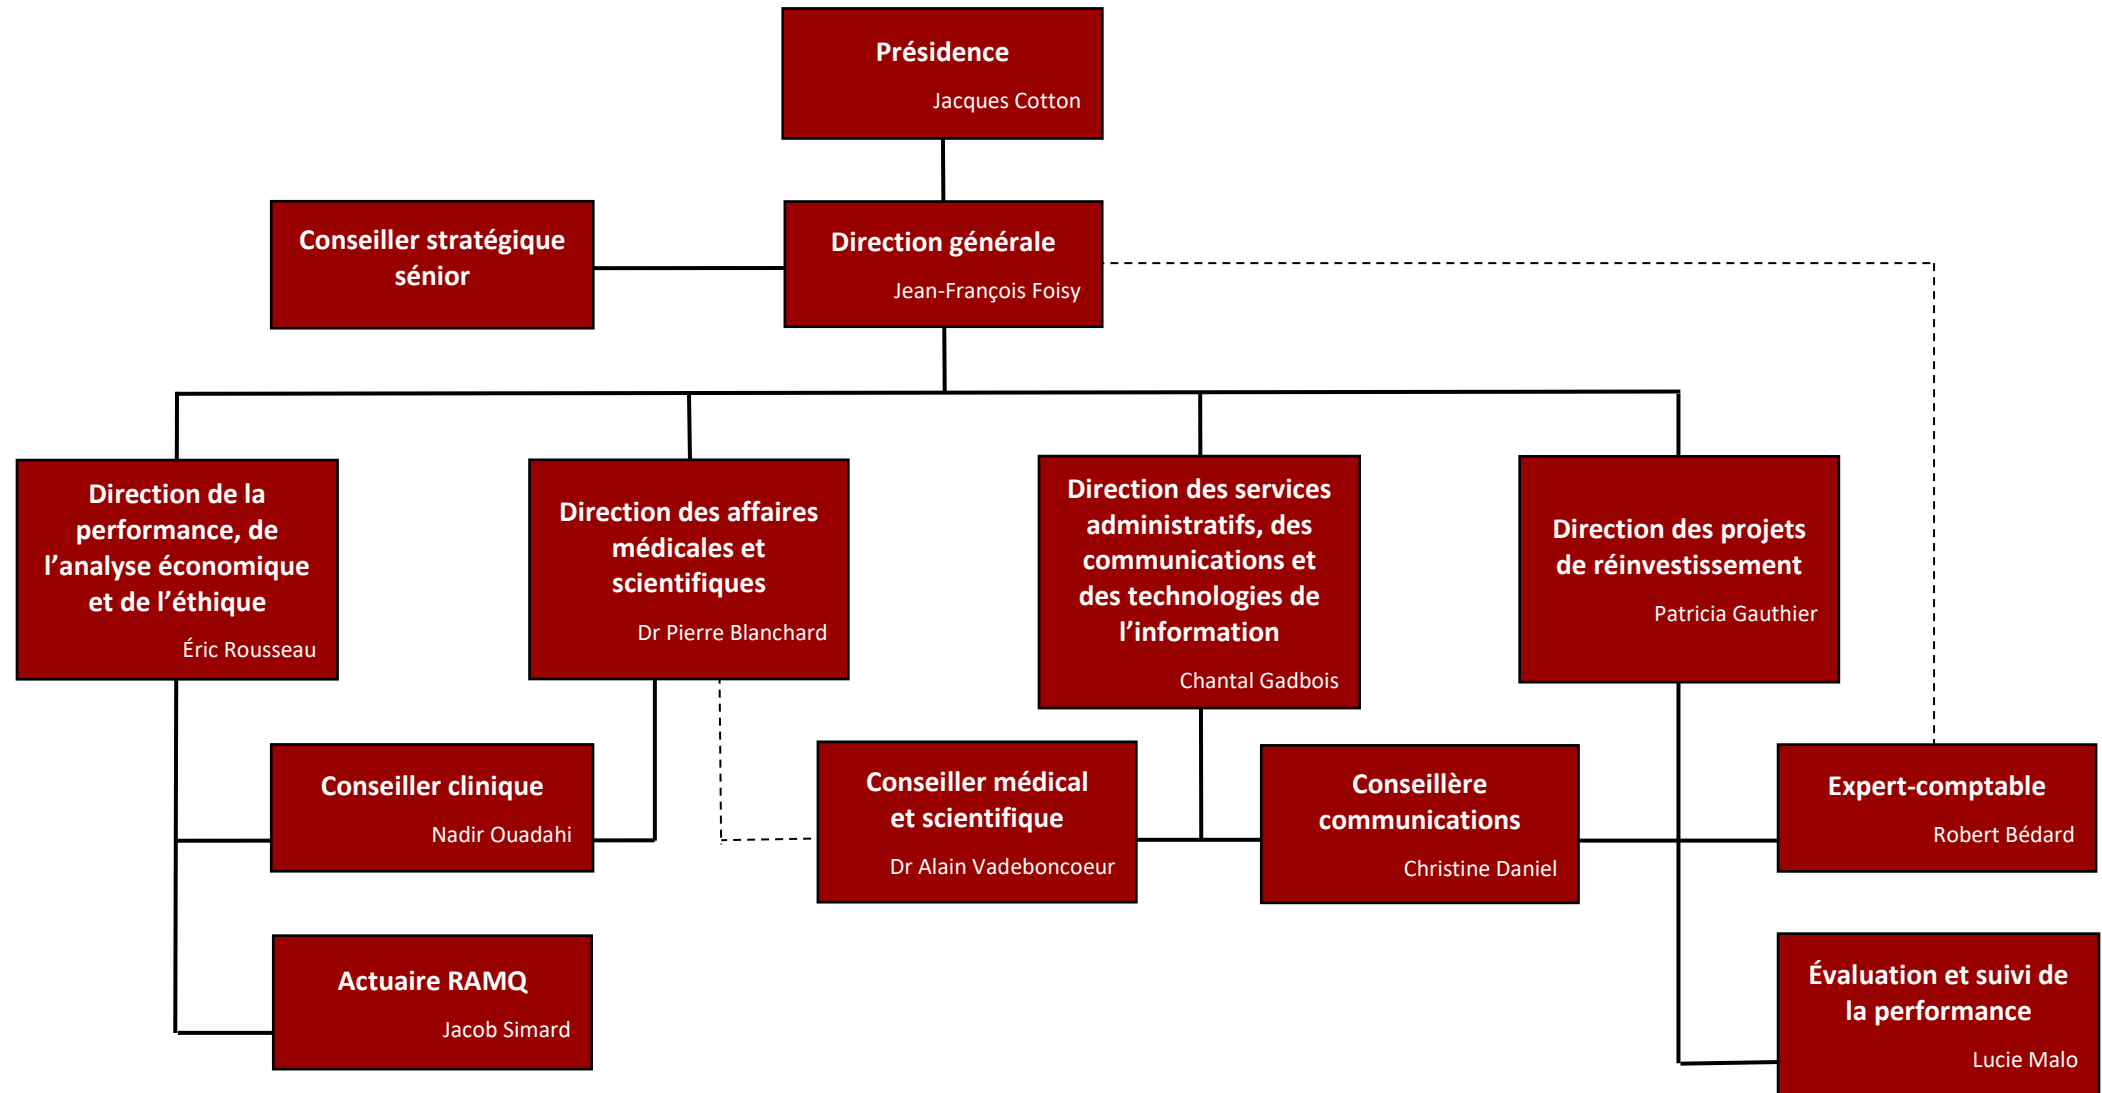 Présidence
Jacques Cotton
Conseiller stratégique
sénior
Direction générale
Jean-François Foisy
Direction de la
performance, de
l’analyse économique
et de l’éthique
Éric Rousseau
Direction des affaires
médicales et
scientifiques
Dr Pierre Blanchard
Direction des services
administratifs, des
communications et
des technologies de
l’information
Chantal Gadbois
Direction des projets
de réinvestissement
Patricia Gauthier
Conseiller clinique
Nadir Ouadahi
Conseiller médical
et scientifique
Dr Alain Vadeboncoeur
Conseillère
communications
Christine Daniel
Expert-comptable
Robert Bédard
Actuaire RAMQ
Jacob Simard
Évaluation et suivi de
la performance
Lucie Malo